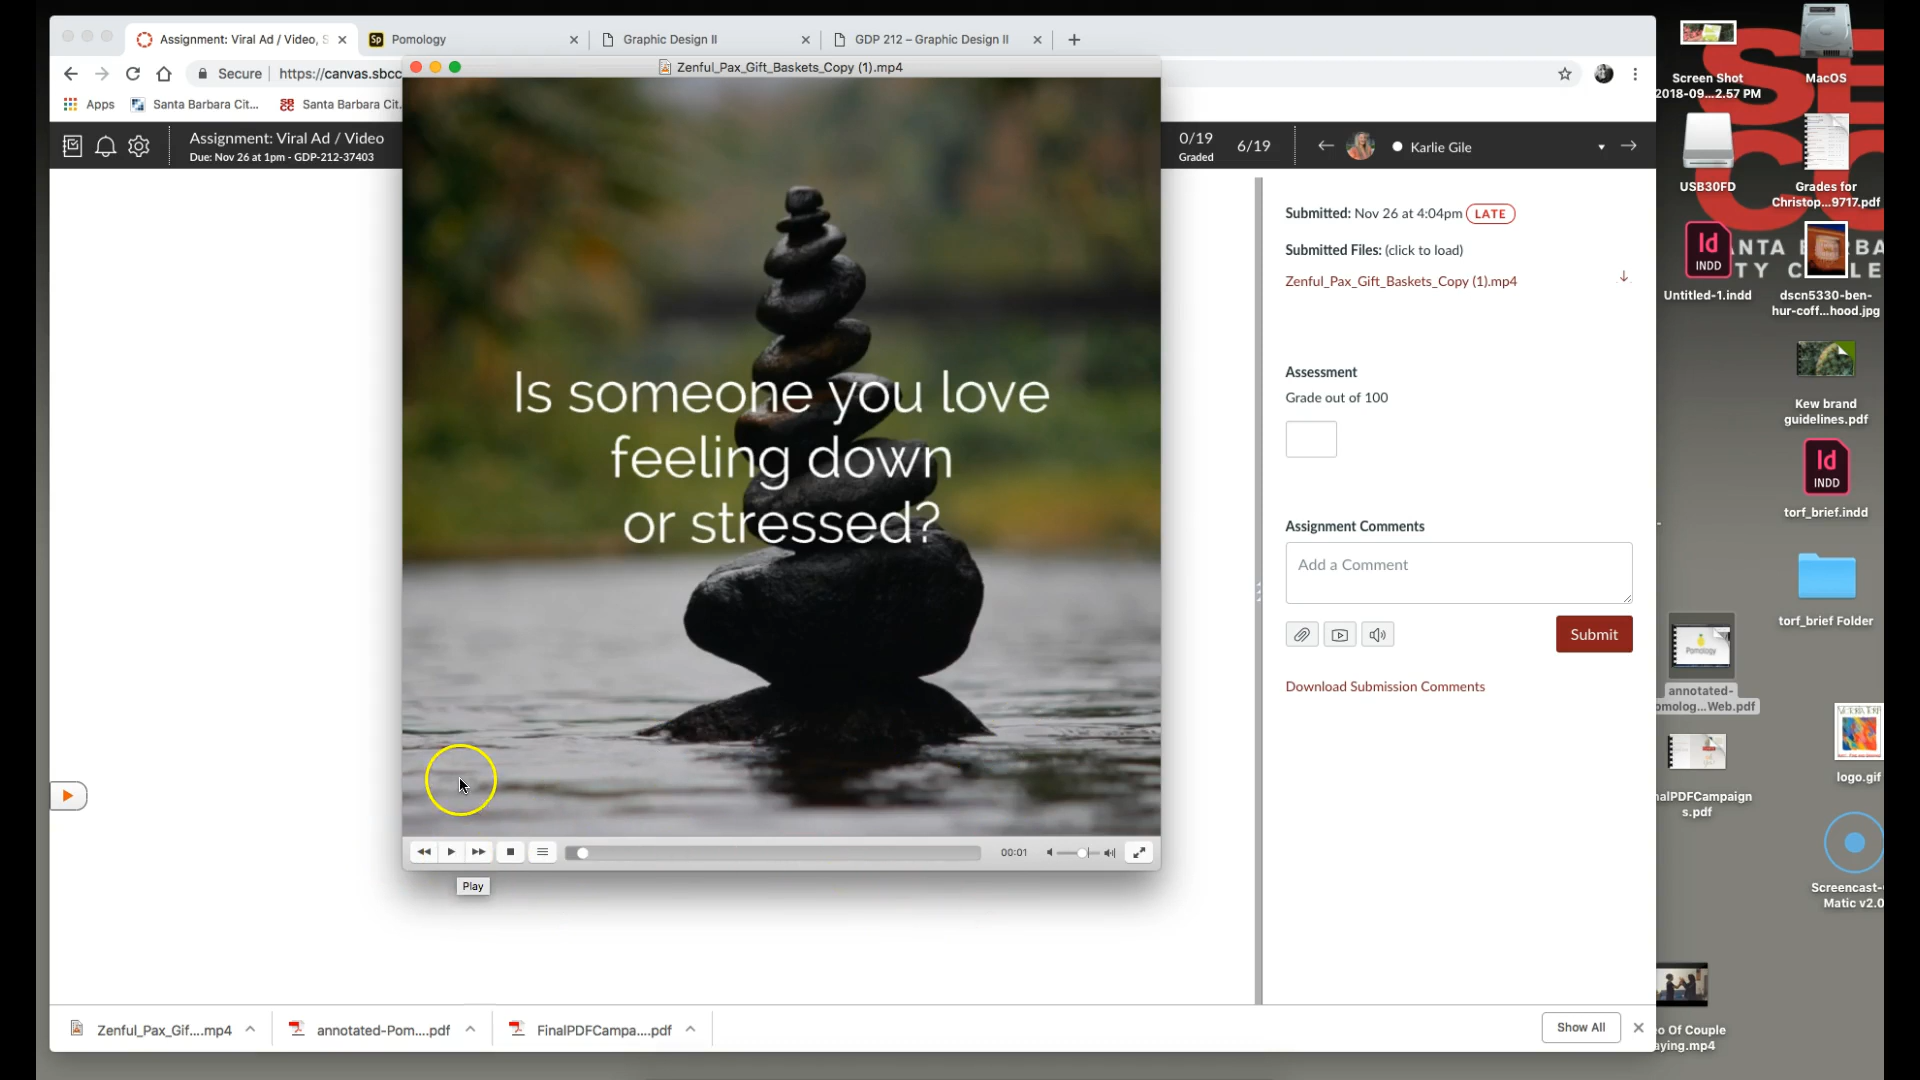 Assignment: Viral Ad / Video, S
Pomology
Graphic Design II
GDP 212 – Graphic Design II
Secure
https://canvas.sbcc
Zenful_Pax_Gift_Baskets_Copy (1).mp4
Apps
Santa Barbara Cit...
Santa Barbara Cit.
Assignment: Viral Ad / Video
Due: Nov 26 at 1pm - GDP-212-37403
0/19
Graded
6/19
Karlie Gile
Is someone you love
feeling down
or stressed?
00:01
Play
Submitted: Nov 26 at 4:04pm LATE
Submitted Files: (click to load)
Zenful_Pax_Gift_Baskets_Copy (1).mp4
Assessment
Grade out of 100
Assignment Comments
Add a Comment
Submit
Download Submission Comments
Zenful_Pax_Gif....mp4
annotated-Pom....pdf
FinalPDFCampa....pdf
Show All
Screen Shot
2018-09...2.57 PM
MacOS
USB30FD
Grades for
Christop...9717.pdf
Id
INDD
Untitled-1.indd
dscn5330-ben-
hur-coff...hood.jpg
Kew brand
guidelines.pdf
Id
INDD
torf_brief.indd
torf_brief Folder
Pomology
annotated-
omolog...Web.pdf
logo.gif
nalPDFCampaign
s.pdf
Screencast-
Matic v2.0
eo Of Couple
aying.mp4